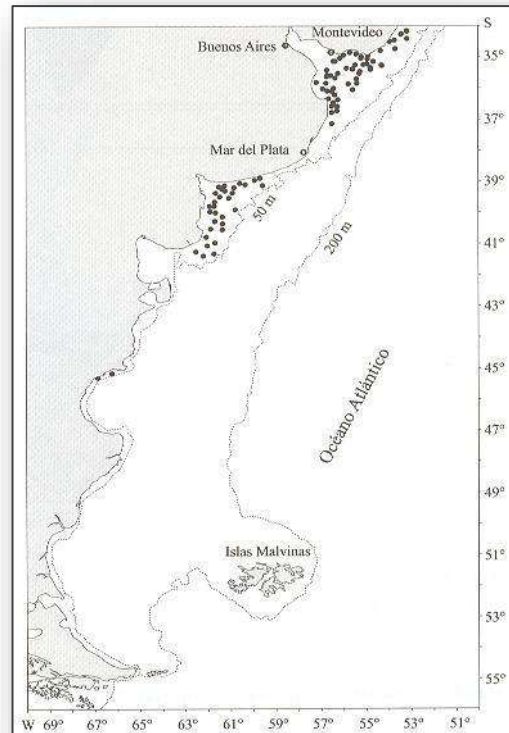 S
Montevideo
Buenos Aires
35°
37°
Mar del Plata
39°
50 m
41°
200 m
43°
45°
Océano Atlántico
47°
49°
Islas Malvinas
51°
53°
55°
W 69° 67° 65° 63° 61° 59° 57° 55° 53° 51°